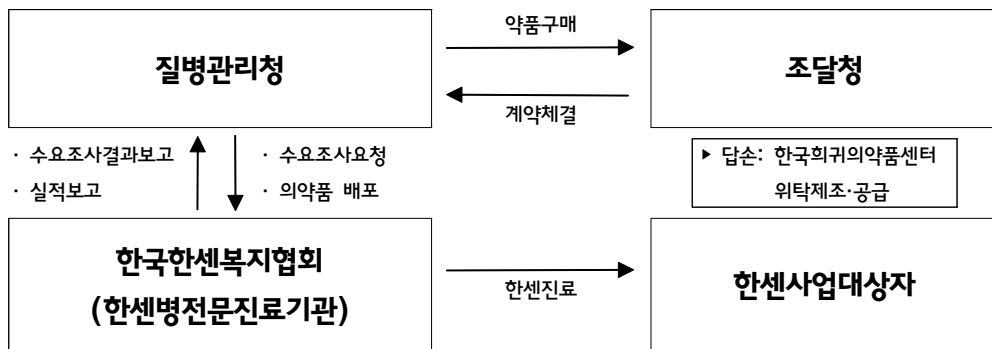 질병관리청
약품구매
계약체결
조달청
· 수요조사결과보고
· 실적보고
· 수요조사요청
· 의약품 배포
▶ 답손: 한국희귀의약품센터
위탁제조·공급
한국한센복지협회
(한센병전문진료기관)
한센진료
한센사업대상자